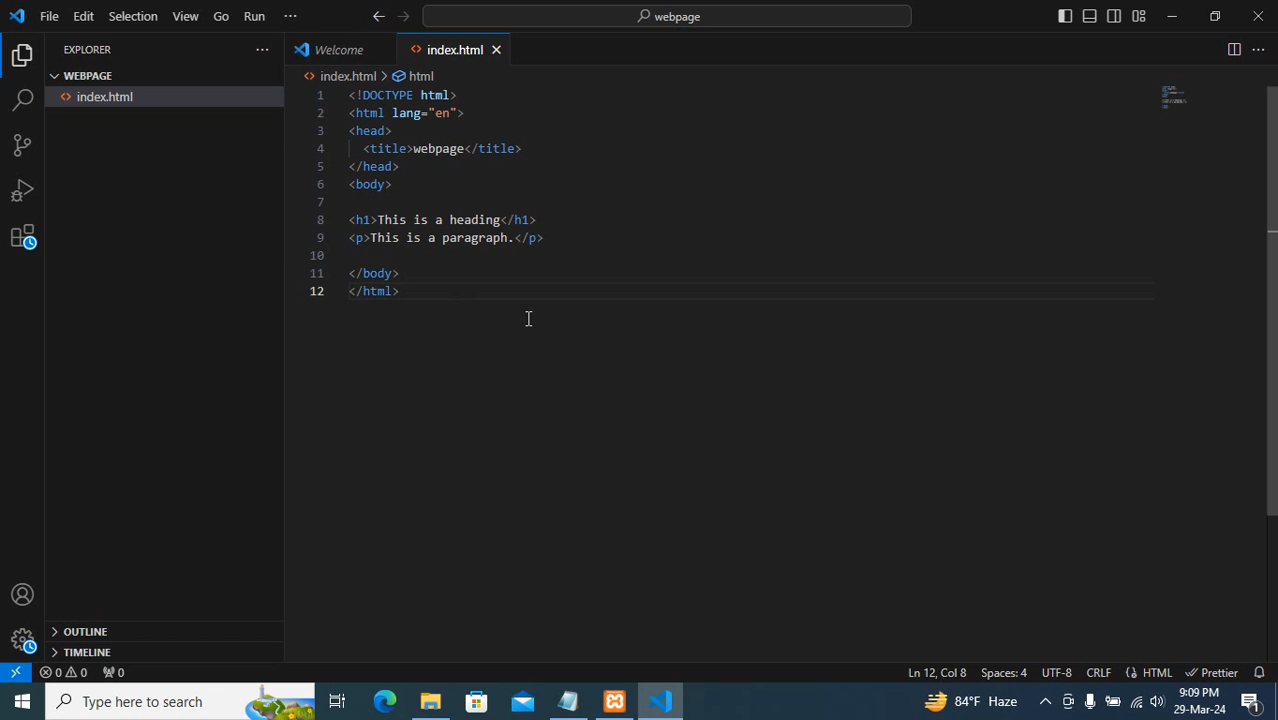 File Edit Selection View Go Run ··· webpage
EXPLORER ···
WEBPAGE
index.html
Welcome index.html
index.html > html
1 <!DOCTYPE html>
2 <html lang="en">
3 <head>
4 <title>webpage</title>
5 </head>
6 <body>
7
8 <h1>This is a heading</h1>
9 <p>This is a paragraph.</p>
10
11 </body>
12 </html>
OUTLINE
TIMELINE
0 0 0 Ln 12, Col 8 Spaces: 4 UTF-8 CRLF HTML Prettier
Type here to search 84°F Haze 9:09 PM
29-Mar-24 1